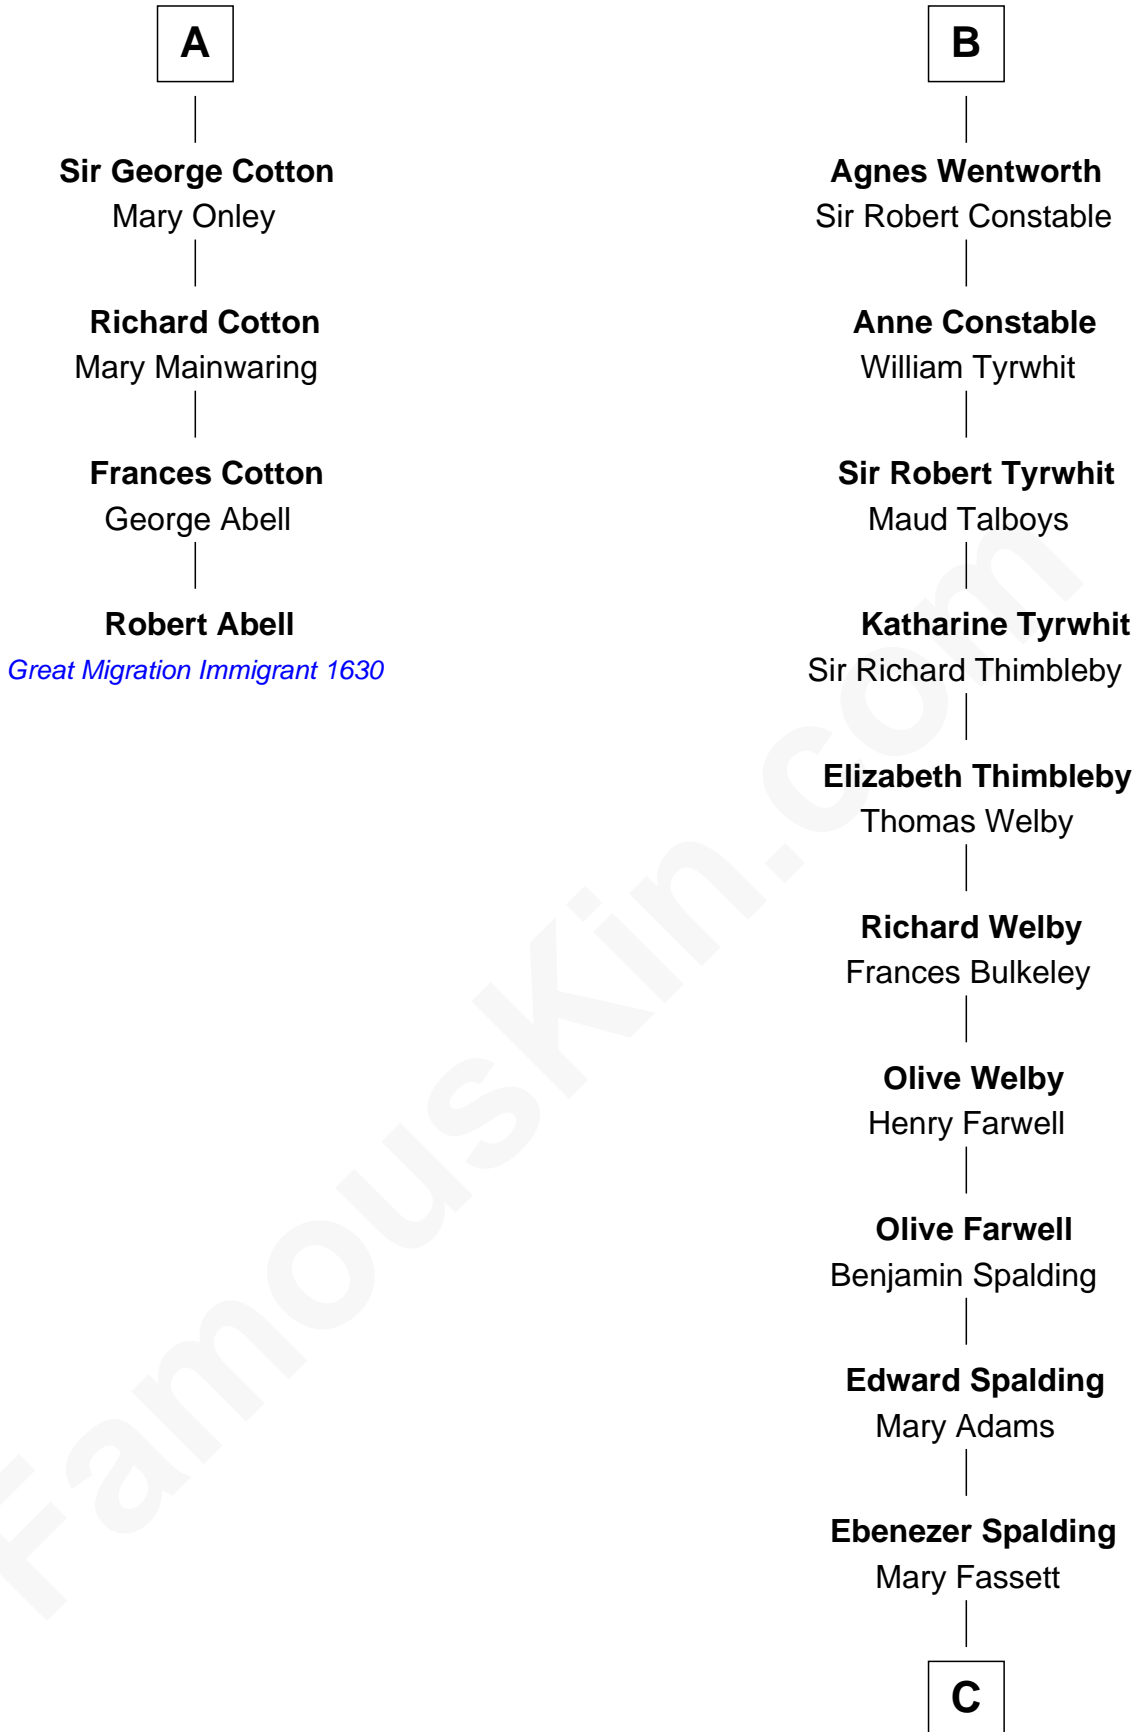 A
Sir George Cotton
Mary Onley
Richard Cotton
Mary Mainwaring
Frances Cotton
George Abell
Robert Abell
Great Migration Immigrant 1630
B
Agnes Wentworth
Sir Robert Constable
Anne Constable
William Tyrwhit
Sir Robert Tyrwhit
Maud Talboys
Katharine Tyrwhit
Sir Richard Thimbleby
Elizabeth Thimbleby
Thomas Welby
Richard Welby
Frances Bulkeley
Olive Welby
Henry Farwell
Olive Farwell
Benjamin Spalding
Edward Spalding
Mary Adams
Ebenezer Spalding
Mary Fassett
C
FamousKin.com